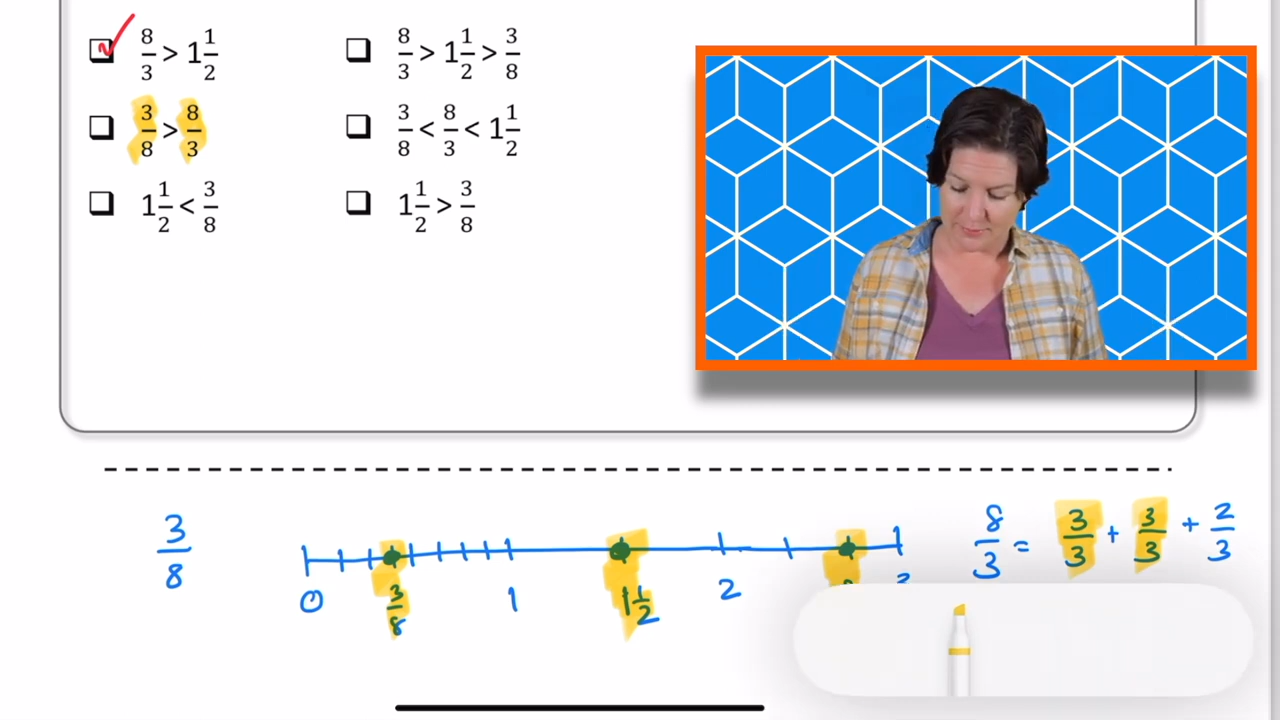 ❑ 8/3 > 1 1/2
❑ 3/8 > 8/3
❑ 1 1/2 < 3/8
❑ 8/3 > 1 1/2 > 3/8
❑ 3/8 < 8/3 < 1 1/2
❑ 1 1/2 > 3/8
3/8
0 3/8 1 1 1/2 2
8/3 = 3/3 + 3/3 + 2/3